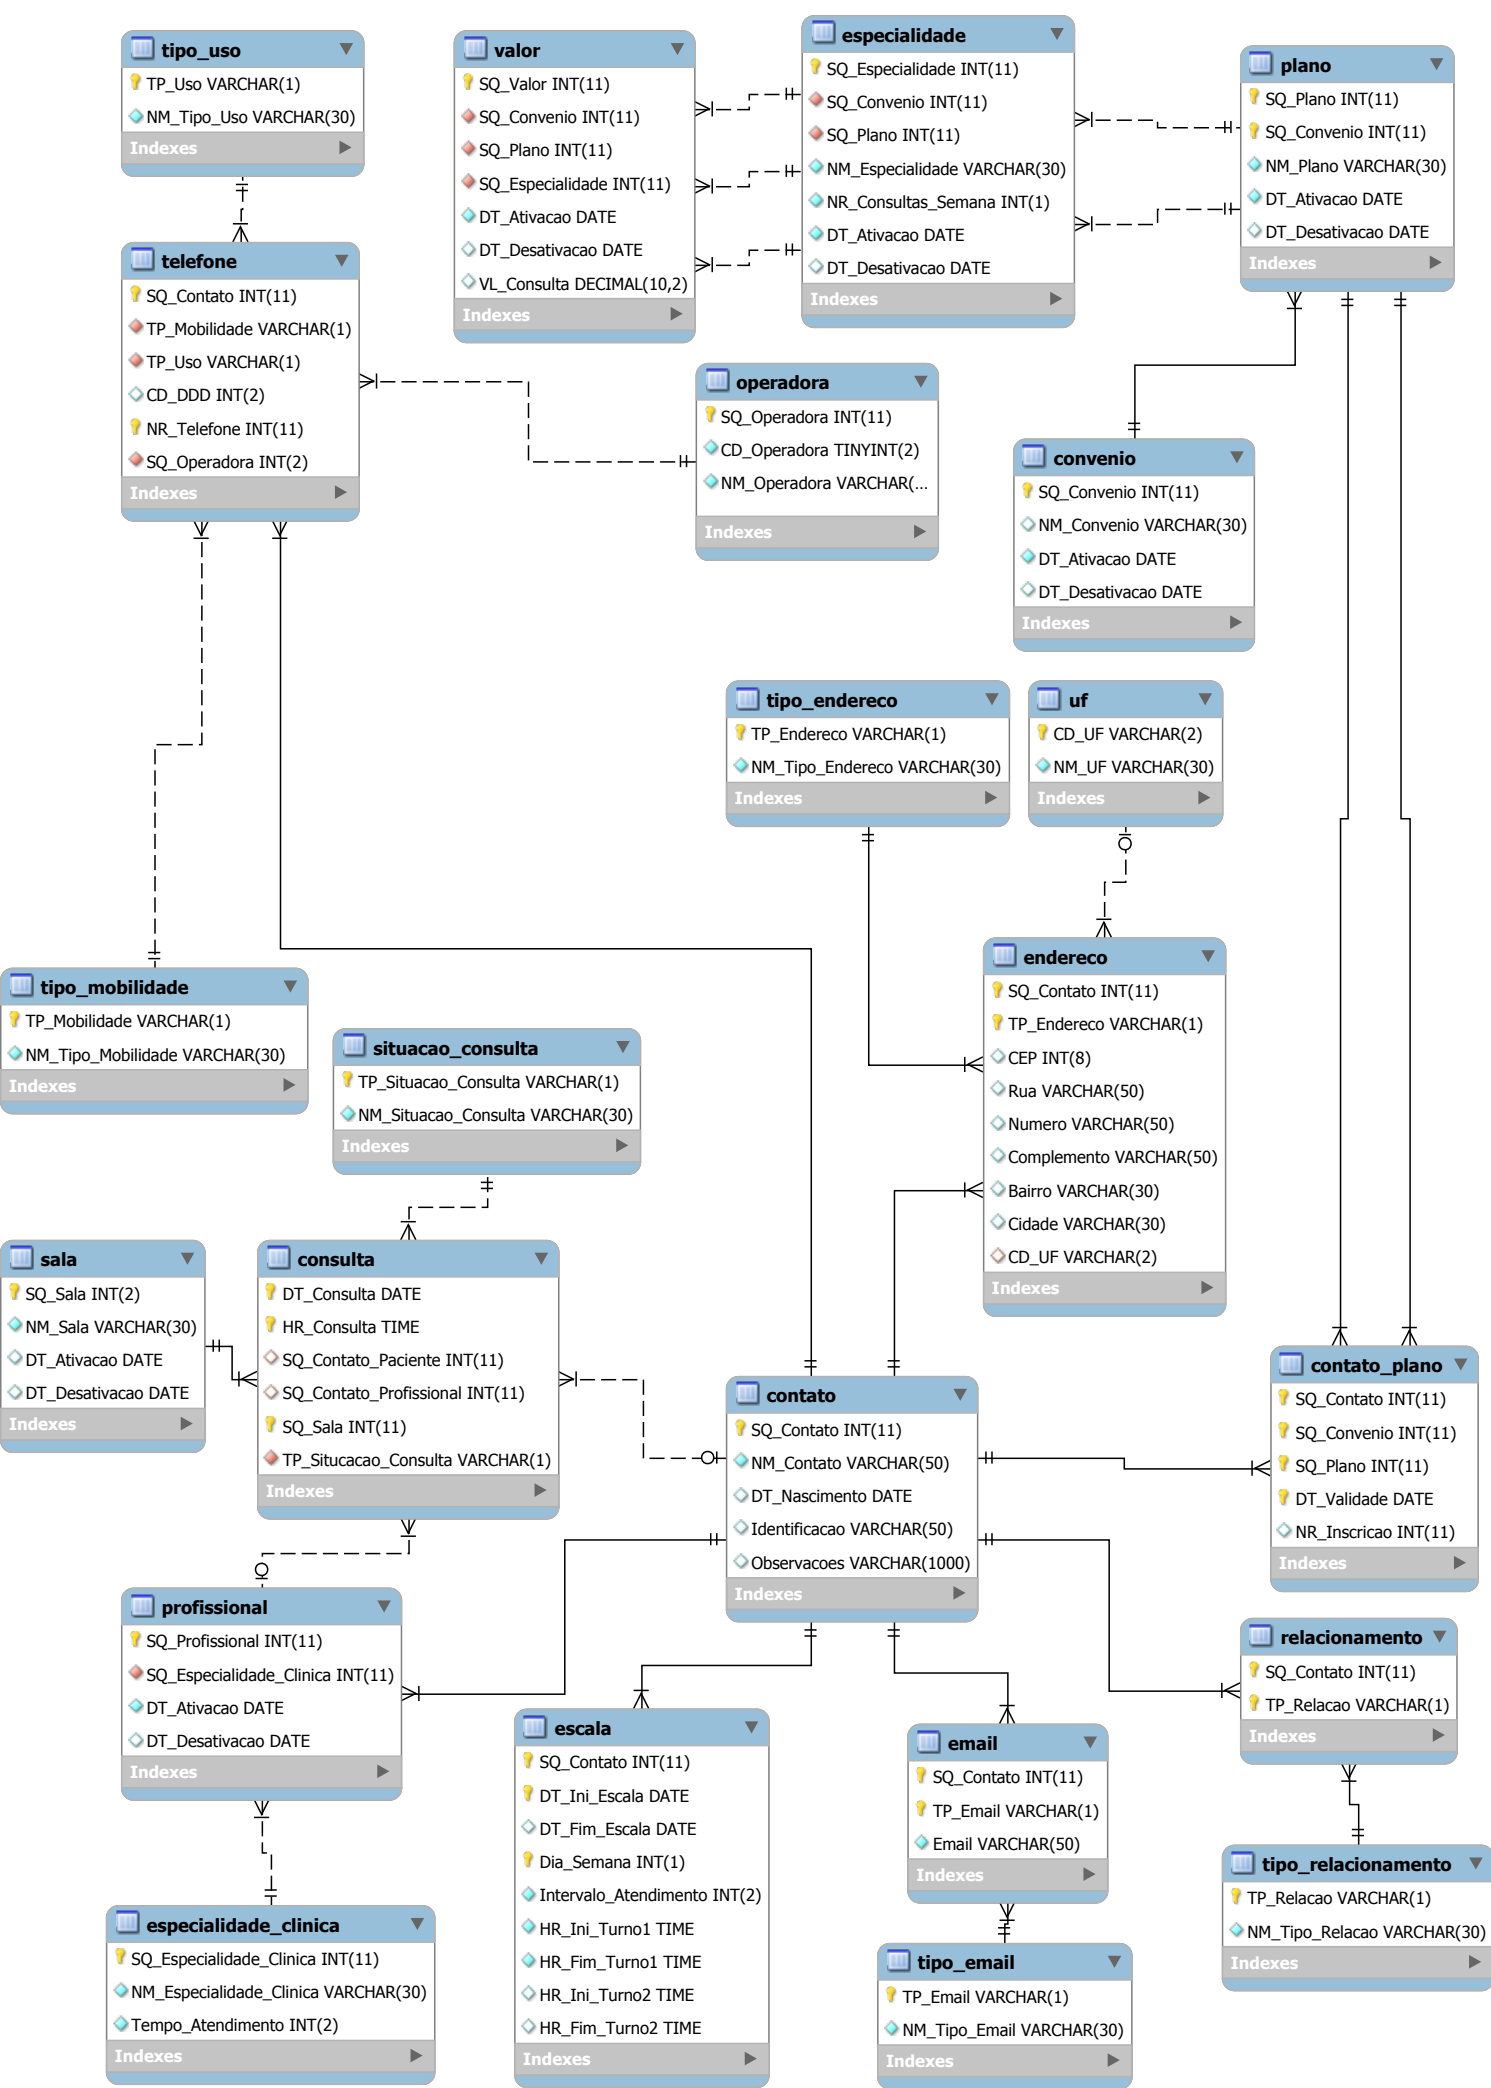 tipo_uso
TP_Uso VARCHAR(1)
NM_Tipo_Uso VARCHAR(30)
Indexes
valor
SQ_Valor INT(11)
SQ_Convenio INT(11)
SQ_Plano INT(11)
SQ_Especialidade INT(11)
DT_Ativacao DATE
DT_Desativacao DATE
VL_Consulta DECIMAL(10,2)
Indexes
especialidade
SQ_Especialidade INT(11)
SQ_Convenio INT(11)
SQ_Plano INT(11)
NM_Especialidade VARCHAR(30)
NR_Consultas_Semana INT(1)
DT_Ativacao DATE
DT_Desativacao DATE
Indexes
plano
SQ_Plano INT(11)
SQ_Convenio INT(11)
NM_Plano VARCHAR(30)
DT_Ativacao DATE
DT_Desativacao DATE
Indexes
telefone
SQ_Contato INT(11)
TP_Mobilidade VARCHAR(1)
TP_Uso VARCHAR(1)
CD_DDD INT(2)
NR_Telefone INT(11)
SQ_Operadora INT(2)
Indexes
operadora
SQ_Operadora INT(11)
CD_Operadora TINYINT(2)
NM_Operadora VARCHAR(...
Indexes
convenio
SQ_Convenio INT(11)
NM_Convenio VARCHAR(30)
DT_Ativacao DATE
DT_Desativacao DATE
Indexes
tipo_endereco
TP_Endereco VARCHAR(1)
NM_Tipo_Endereco VARCHAR(30)
Indexes
uf
CD_UF VARCHAR(2)
NM_UF VARCHAR(30)
Indexes
endereco
SQ_Contato INT(11)
TP_Endereco VARCHAR(1)
CEP INT(8)
Rua VARCHAR(50)
Numero VARCHAR(50)
Complemento VARCHAR(50)
Bairro VARCHAR(30)
Cidade VARCHAR(30)
CD_UF VARCHAR(2)
Indexes
tipo_mobilidade
TP_Mobilidade VARCHAR(1)
NM_Tipo_Mobilidade VARCHAR(30)
Indexes
situacao_consulta
TP_Situacao_Consulta VARCHAR(1)
NM_Situacao_Consulta VARCHAR(30)
Indexes
sala
SQ_Sala INT(2)
NM_Sala VARCHAR(30)
DT_Ativacao DATE
DT_Desativacao DATE
Indexes
consulta
DT_Consulta DATE
HR_Consulta TIME
SQ_Contato_Paciente INT(11)
SQ_Contato_Profissional INT(11)
SQ_Sala INT(11)
TP_Situcacao_Consulta VARCHAR(1)
Indexes
contato
SQ_Contato INT(11)
NM_Contato VARCHAR(50)
DT_Nascimento DATE
Identificacao VARCHAR(50)
Observacoes VARCHAR(1000)
Indexes
contato_plano
SQ_Contato INT(11)
SQ_Convenio INT(11)
SQ_Plano INT(11)
DT_Validade DATE
NR_Inscricao INT(11)
Indexes
profissional
SQ_Profissional INT(11)
SQ_Especialidade_Clinica INT(11)
DT_Ativacao DATE
DT_Desativacao DATE
Indexes
relacionamento
SQ_Contato INT(11)
TP_Relacao VARCHAR(1)
Indexes
escala
SQ_Contato INT(11)
DT_Ini_Escala DATE
DT_Fim_Escala DATE
Dia_Semana INT(1)
Intervalo_Atendimento INT(2)
HR_Ini_Turno1 TIME
HR_Fim_Turno1 TIME
HR_Ini_Turno2 TIME
HR_Fim_Turno2 TIME
Indexes
email
SQ_Contato INT(11)
TP_Email VARCHAR(1)
Email VARCHAR(50)
Indexes
tipo_relacionamento
TP_Relacao VARCHAR(1)
NM_Tipo_Relacao VARCHAR(30)
Indexes
especialidade_clinica
SQ_Especialidade_Clinica INT(11)
NM_Especialidade_Clinica VARCHAR(30)
Tempo_Atendimento INT(2)
Indexes
tipo_email
TP_Email VARCHAR(1)
NM_Tipo_Email VARCHAR(30)
Indexes